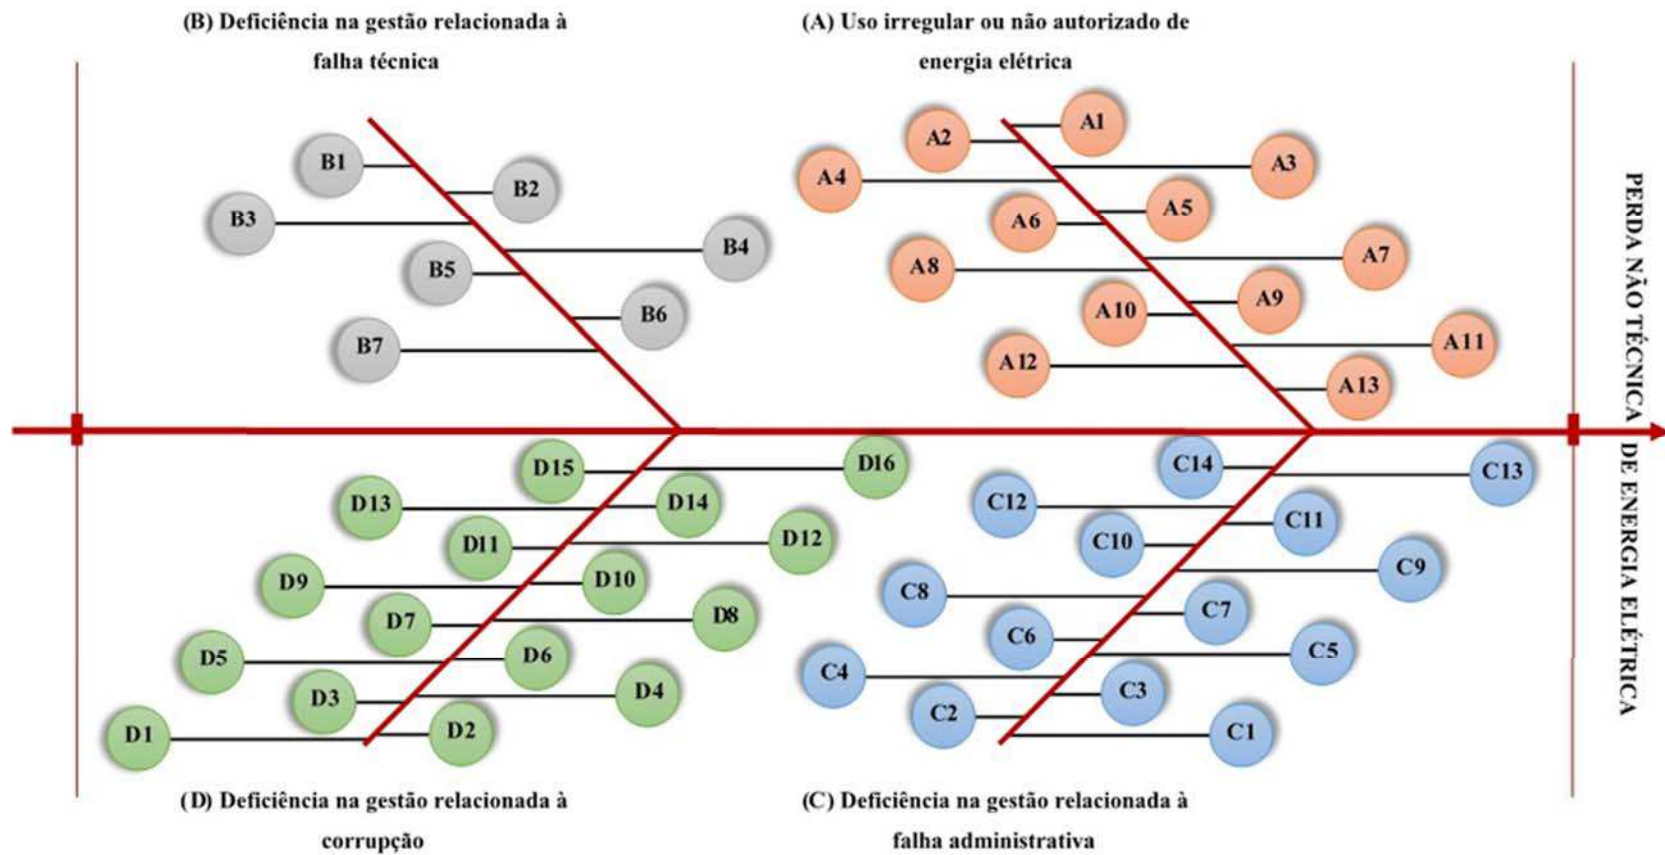 (B) Deficiência na gestão relacionada à
falha técnica
(A) Uso irregular ou não autorizado de
energia elétrica
B1
B2
B3
B4
B5
B6
B7
A1
A2
A3
A4
A5
A6
A7
A8
A9
A10
A11
A12
A13
PERDA NÃO TÉCNICA DE ENERGIA ELÉTRICA
D15
D16
D13
D14
D11
D12
D9
D10
D7
D8
D5
D6
D3
D4
D1
D2
C14
C13
C12
C11
C10
C9
C8
C7
C6
C5
C4
C3
C2
C1
(D) Deficiência na gestão relacionada à
corrupção
(C) Deficiência na gestão relacionada à
falha administrativa